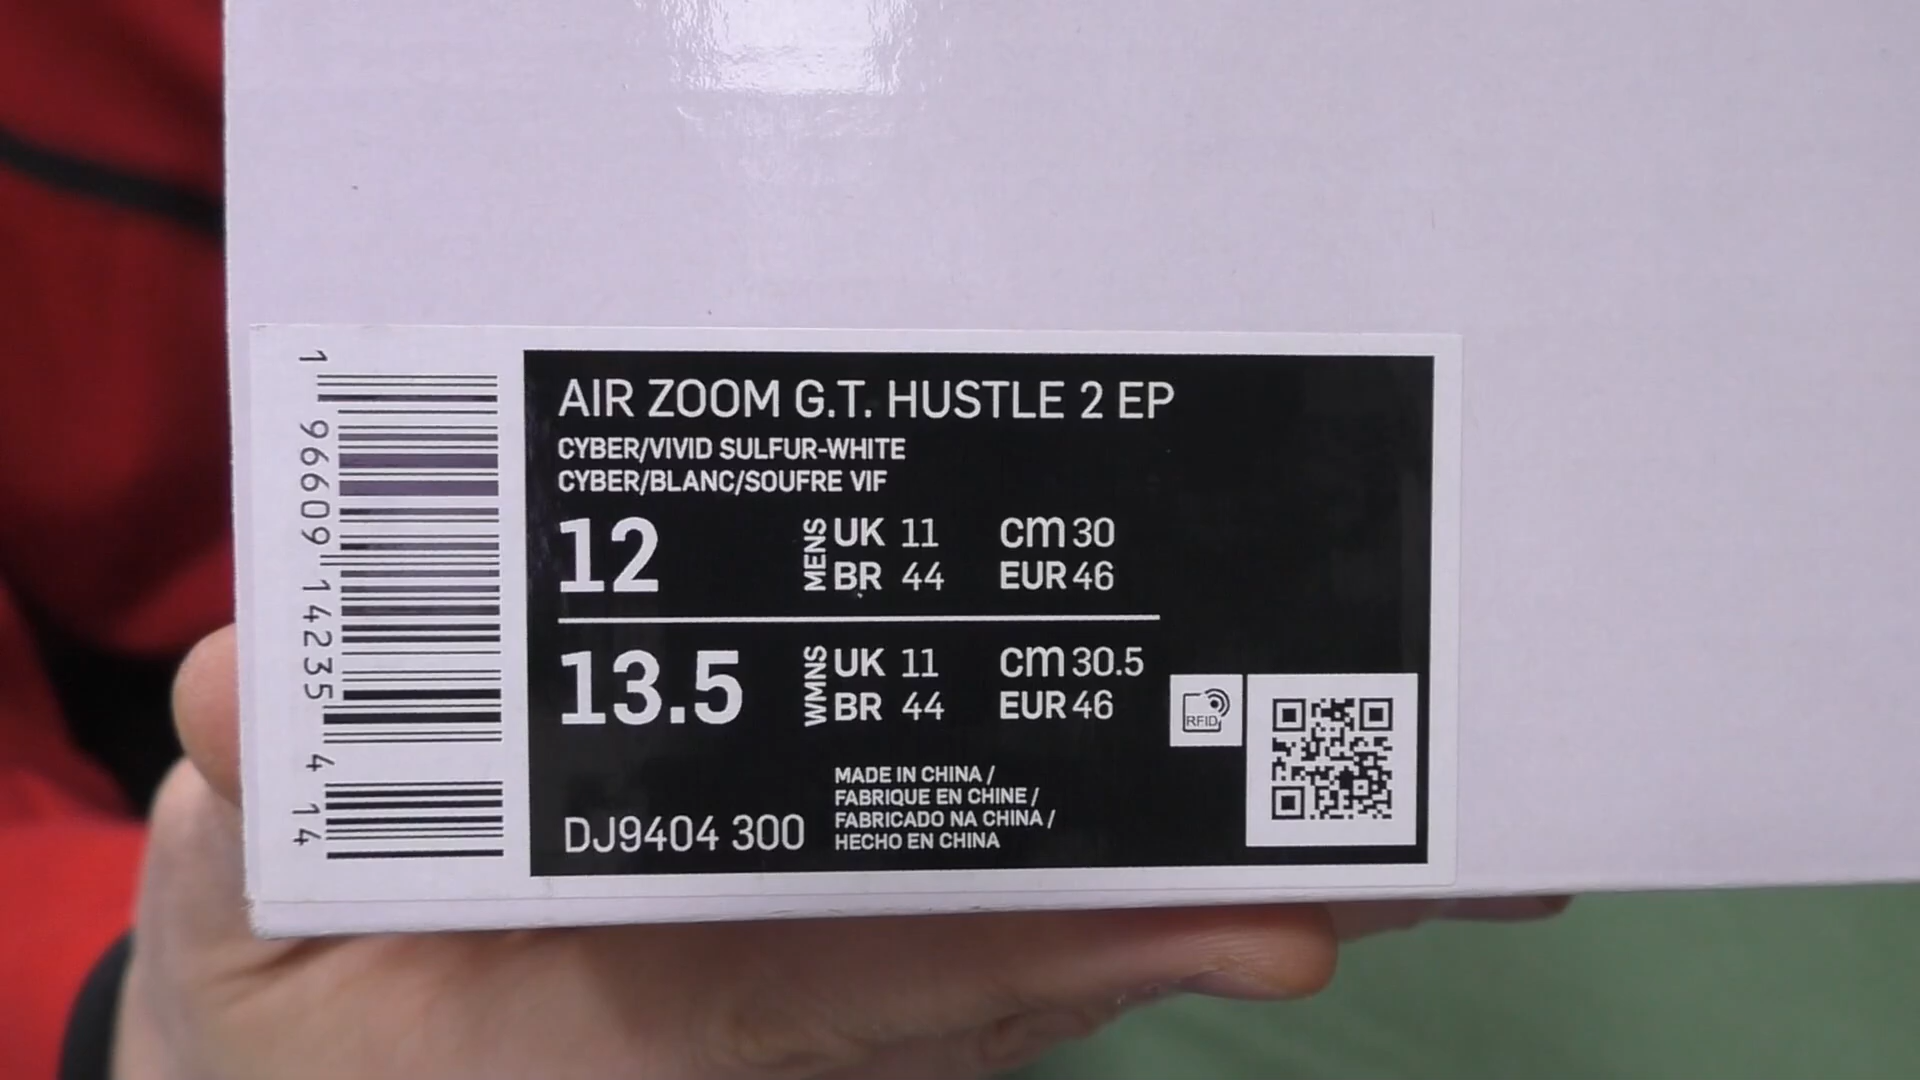 1 96609 14235 4 14
AIR ZOOM G.T. HUSTLE 2 EP
CYBER/VIVID SULFUR-WHITE
CYBER/BLANC/SOUFRE VIF
12 MENS UK 11 cm 30
BR 44 EUR 46
13.5 WMNS UK 11 cm 30.5
BR 44 EUR 46
RFID
DJ9404 300
MADE IN CHINA /
FABRIQUE EN CHINE /
FABRICADO NA CHINA /
HECHO EN CHINA